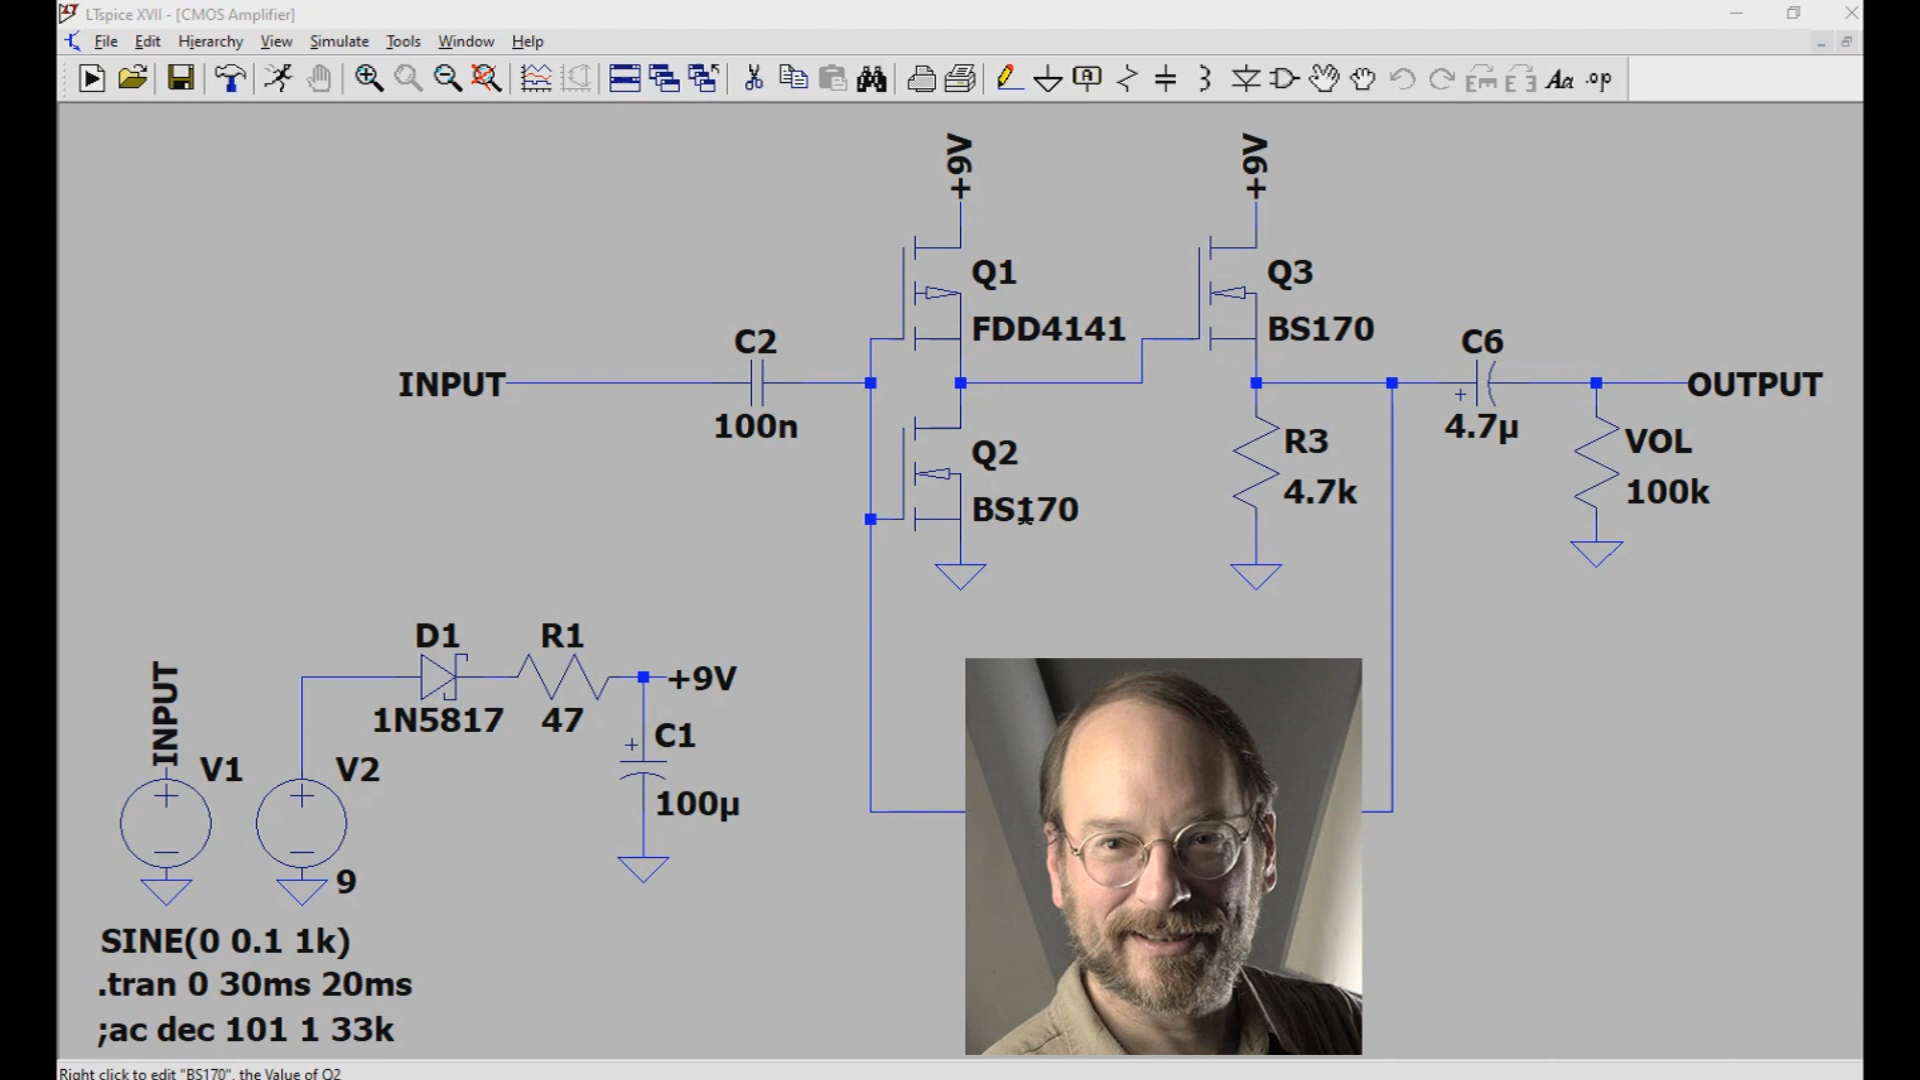 LTspice XVII - [CMOS Amplifier]
File Edit Hierarchy View Simulate Tools Window Help
A
Aa .op
+9V
+9V
Q1
FDD4141
Q3
BS170
C2
100n
C6
+
4.7µ
INPUT
OUTPUT
Q2
BS170
R3
4.7k
VOL
100k
D1
1N5817
R1
47
+9V
+
C1
100µ
INPUT
V1
V2
9
SINE(0 0.1 1k)
.tran 0 30ms 20ms
;ac dec 101 1 33k
Right click to edit "BS170", the Value of Q2